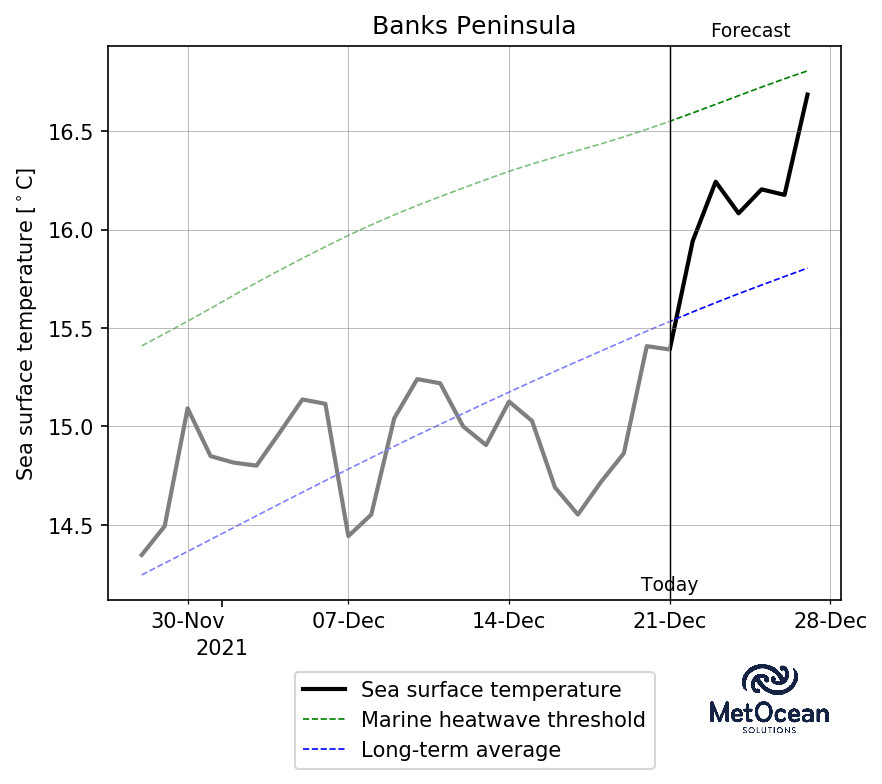 Banks Peninsula
Forecast
Sea surface temperature [°C]
16.5
16.0
15.5
15.0
14.5
Today
30-Nov 07-Dec 14-Dec 21-Dec 28-Dec
2021
Sea surface temperature
Marine heatwave threshold
Long-term average
MetOcean
SOLUTIONS